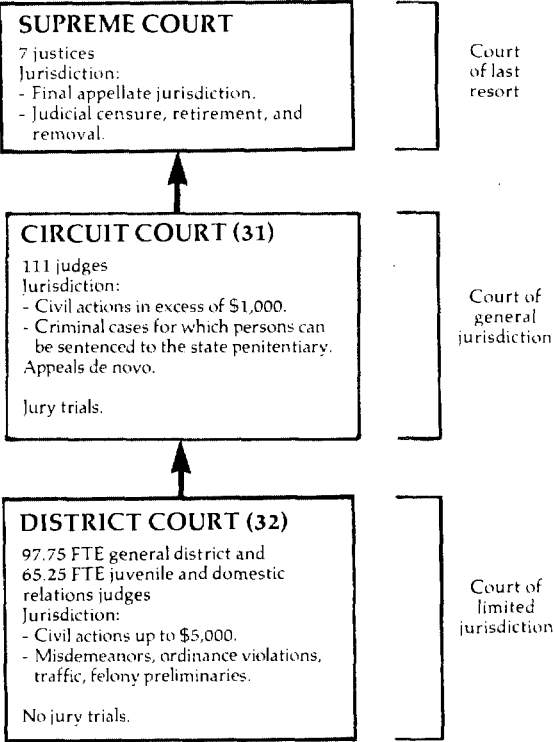 SUPREME COURT
7 justices
Jurisdiction:
- Final appellate jurisdiction.
- Judicial censure, retirement, and
removal.
Court
of last
resort
CIRCUIT COURT (31)
111 judges
Jurisdiction:
- Civil actions in excess of $1,000.
- Criminal cases for which persons can
be sentenced to the state penitentiary.
Appeals de novo.
Jury trials.
Court of
general
jurisdiction
DISTRICT COURT (32)
97.75 FTE general district and
65.25 FTE juvenile and domestic
relations judges
Jurisdiction:
- Civil actions up to $5,000.
- Misdemeanors, ordinance violations,
traffic, felony preliminaries.
No jury trials.
Court of
limited
jurisdiction